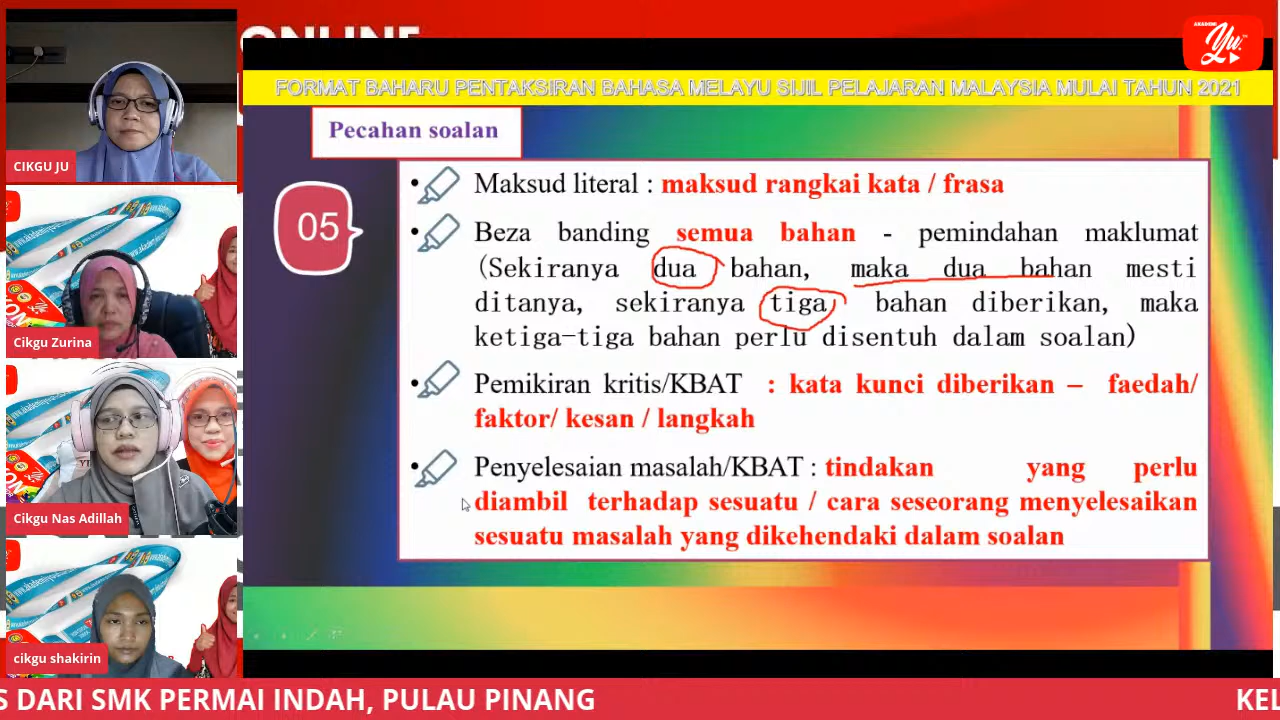 ONLINE
AKADEMI
Yu.
FORMAT BAHARU PENTAKSIRAN BAHASA MELAYU SIJIL PELAJARAN MALAYSIA MULAI TAHUN 2021
Pecahan soalan
05
• Maksud literal : maksud rangkai kata / frasa
• Beza banding semua bahan - pemindahan maklumat
(Sekiranya dua bahan, maka dua bahan mesti
ditanya, sekiranya tiga bahan diberikan, maka
ketiga-tiga bahan perlu disentuh dalam soalan)
• Pemikiran kritis/KBAT : kata kunci diberikan – faedah/
faktor/ kesan / langkah
• Penyelesaian masalah/KBAT : tindakan yang perlu
diambil terhadap sesuatu / cara seseorang menyelesaikan
sesuatu masalah yang dikehendaki dalam soalan
CIKGU JU
Cikgu Zurina
Cikgu Nas Adillah
cikgu shakirin
S DARI SMK PERMAI INDAH, PULAU PINANG
KEL